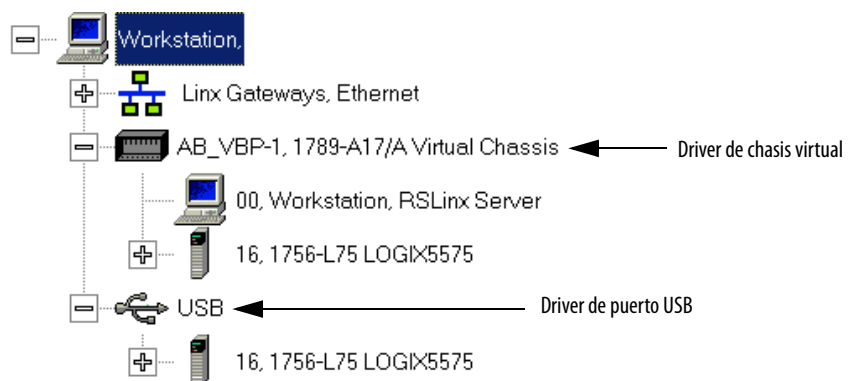 Workstation,
Linx Gateways, Ethernet
AB_VBP-1, 1789-A17/A Virtual Chassis
Driver de chasis virtual
00, Workstation, RSLinx Server
16, 1756-L75 LOGIX5575
USB
Driver de puerto USB
16, 1756-L75 LOGIX5575